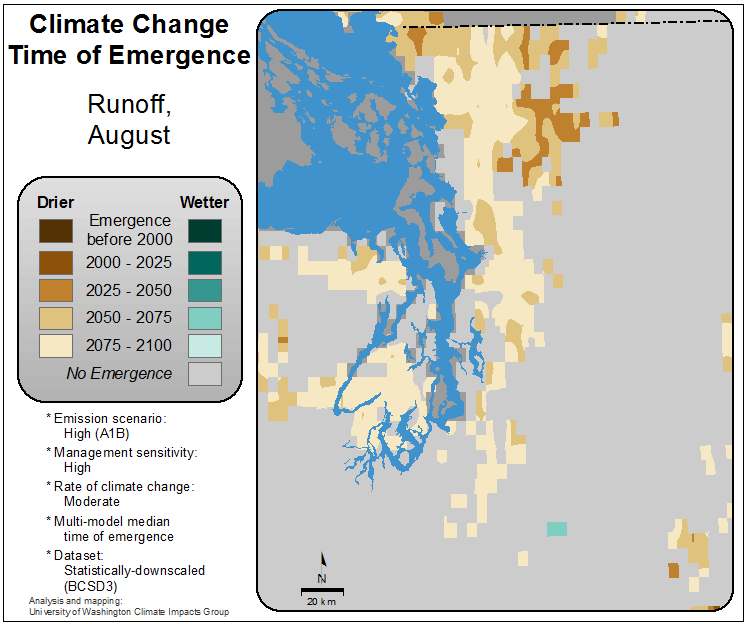 Climate Change
Time of Emergence
Runoff,
August
Drier Wetter
Emergence
before 2000
2000 - 2025
2025 - 2050
2050 - 2075
2075 - 2100
No Emergence
* Emission scenario:
High (A1B)
* Management sensitivity:
High
* Rate of climate change:
Moderate
* Multi-model median
time of emergence
* Dataset:
Statistically-downscaled
(BCSD3)
Analysis and mapping:
University of Washington Climate Impacts Group
N
20 km